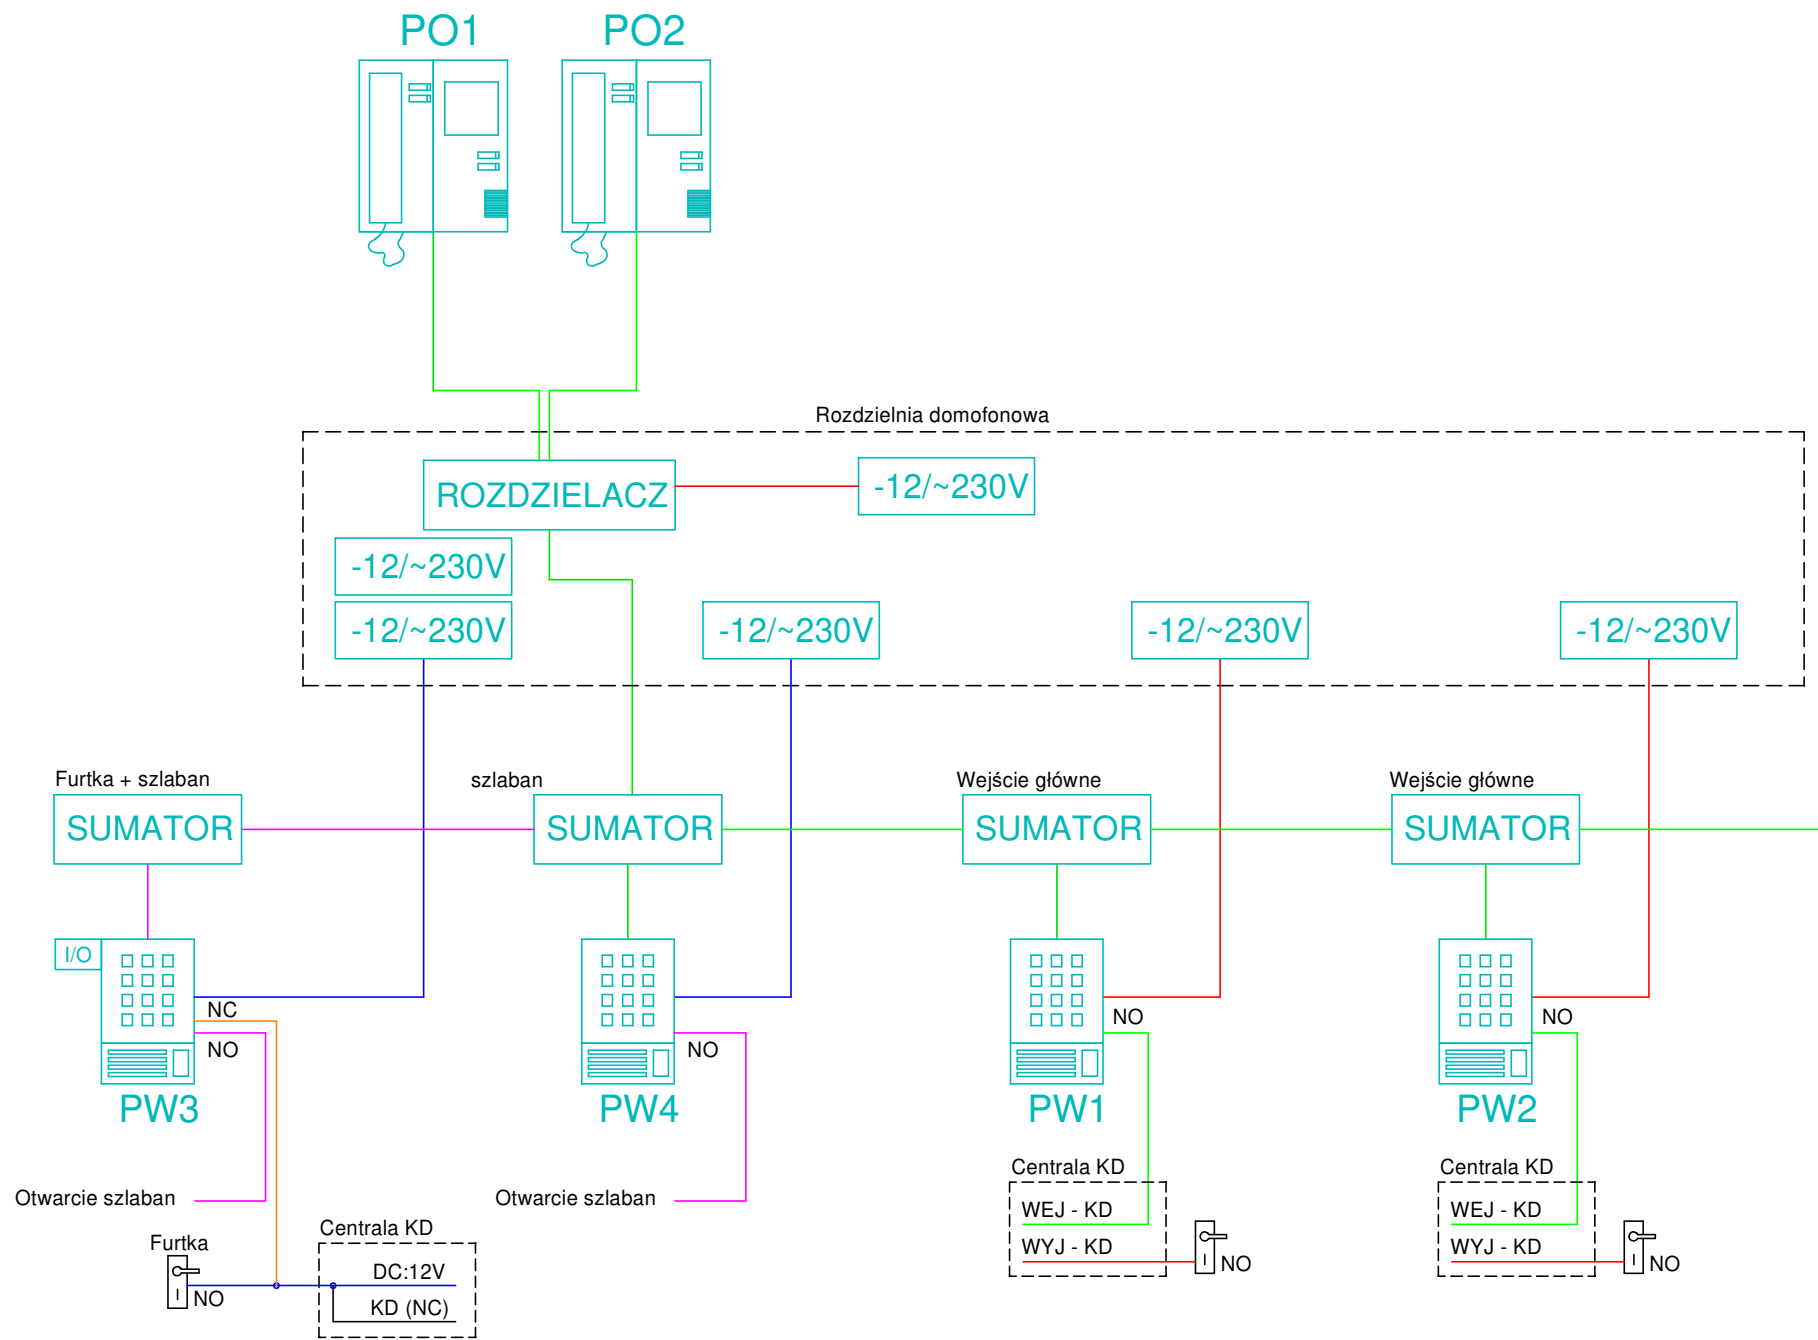 PO1 PO2
Rozdzielnia domofonowa
ROZDZIELACZ -12/~230V
-12/~230V
-12/~230V -12/~230V -12/~230V -12/~230V
Furtka + szlaban szlaban Wejście główne Wejście główne
SUMATOR SUMATOR SUMATOR SUMATOR
I/O
NC NO NO
NO NO
PW3 PW4 PW1 PW2
Centrala KD Centrala KD
Otwarcie szlaban Otwarcie szlaban
WEJ - KD WEJ - KD
WYJ - KD NO WYJ - KD NO
Centrala KD
Furtka
DC:12V
NO KD (NC)